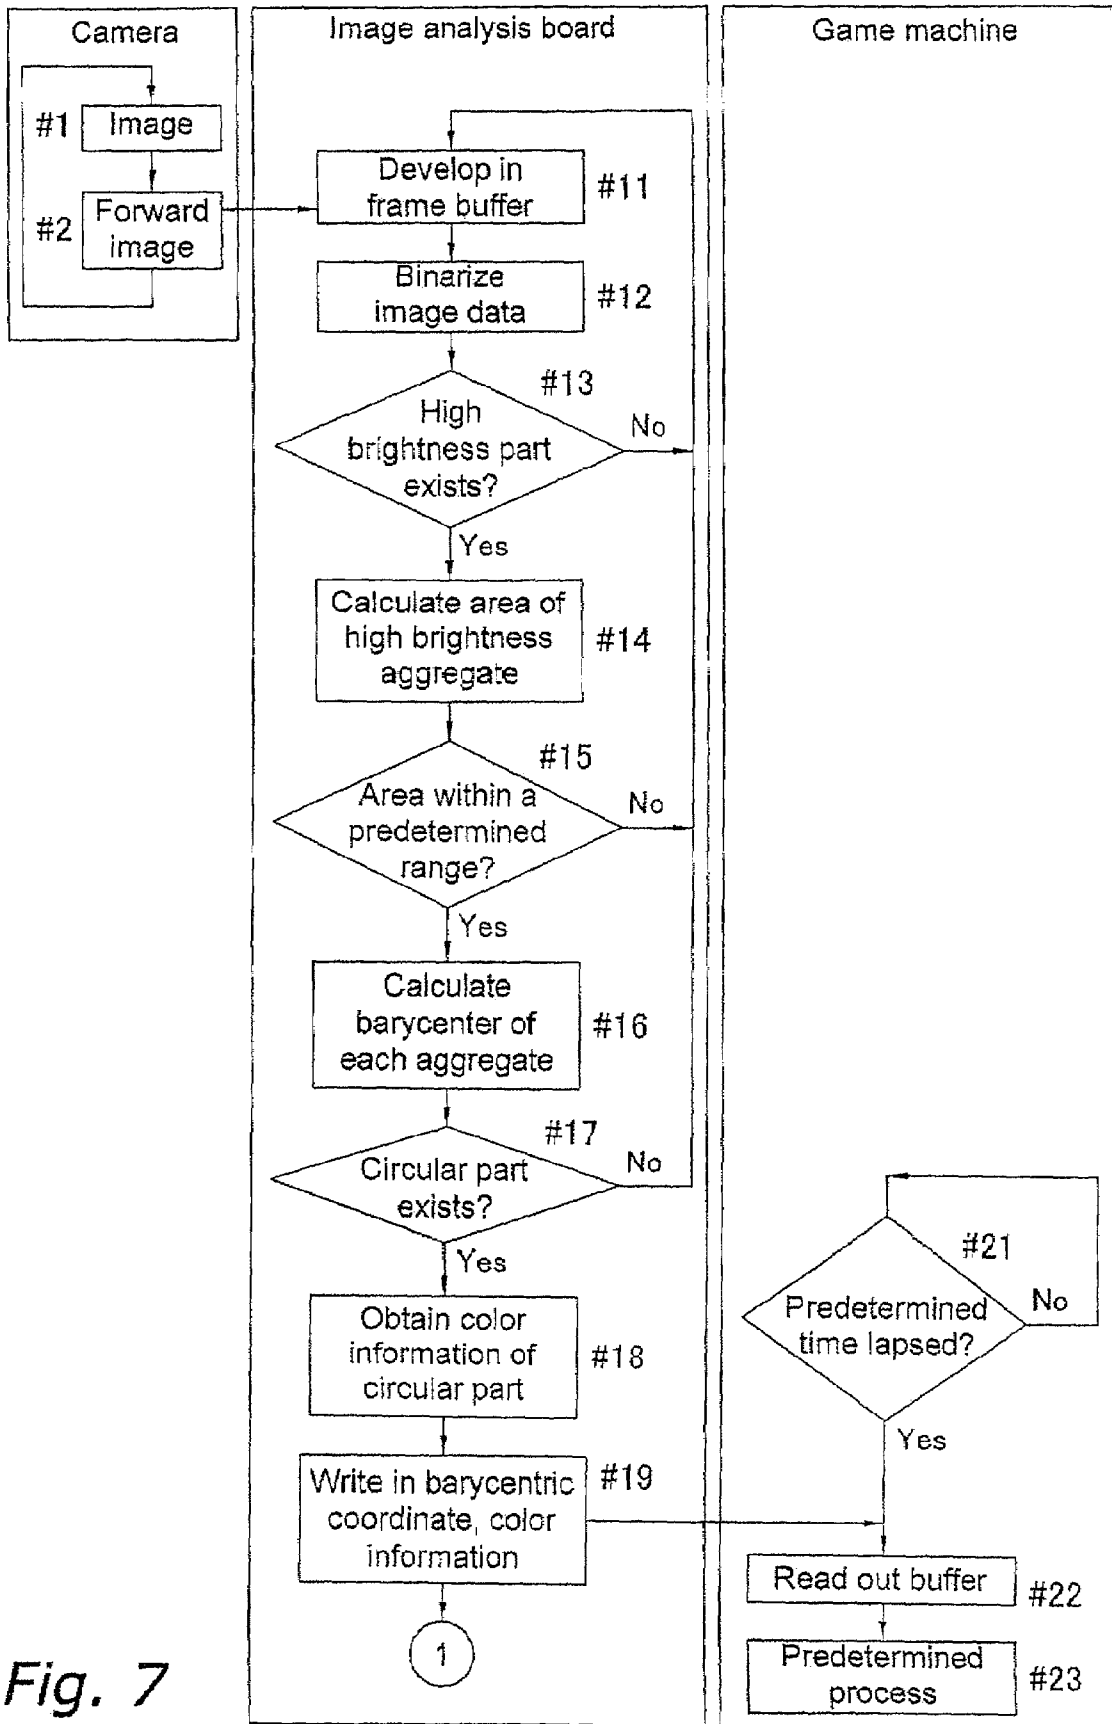 Camera
#1
Image
#2
Forward
image
Image analysis board
Develop in
frame buffer
#11
Binarize
image data
#12
#13
High
brightness part
exists?
No
Yes
Calculate area of
high brightness
aggregate
#14
#15
Area within a
predetermined
range?
No
Yes
Calculate
barycenter of
each aggregate
#16
#17
Circular part
exists?
No
Yes
Obtain color
information of
circular part
#18
Write in barycentric
coordinate, color
information
#19
1
Game machine
#21
Predetermined
time lapsed?
No
Yes
Read out buffer
#22
Predetermined
process
#23
Fig. 7